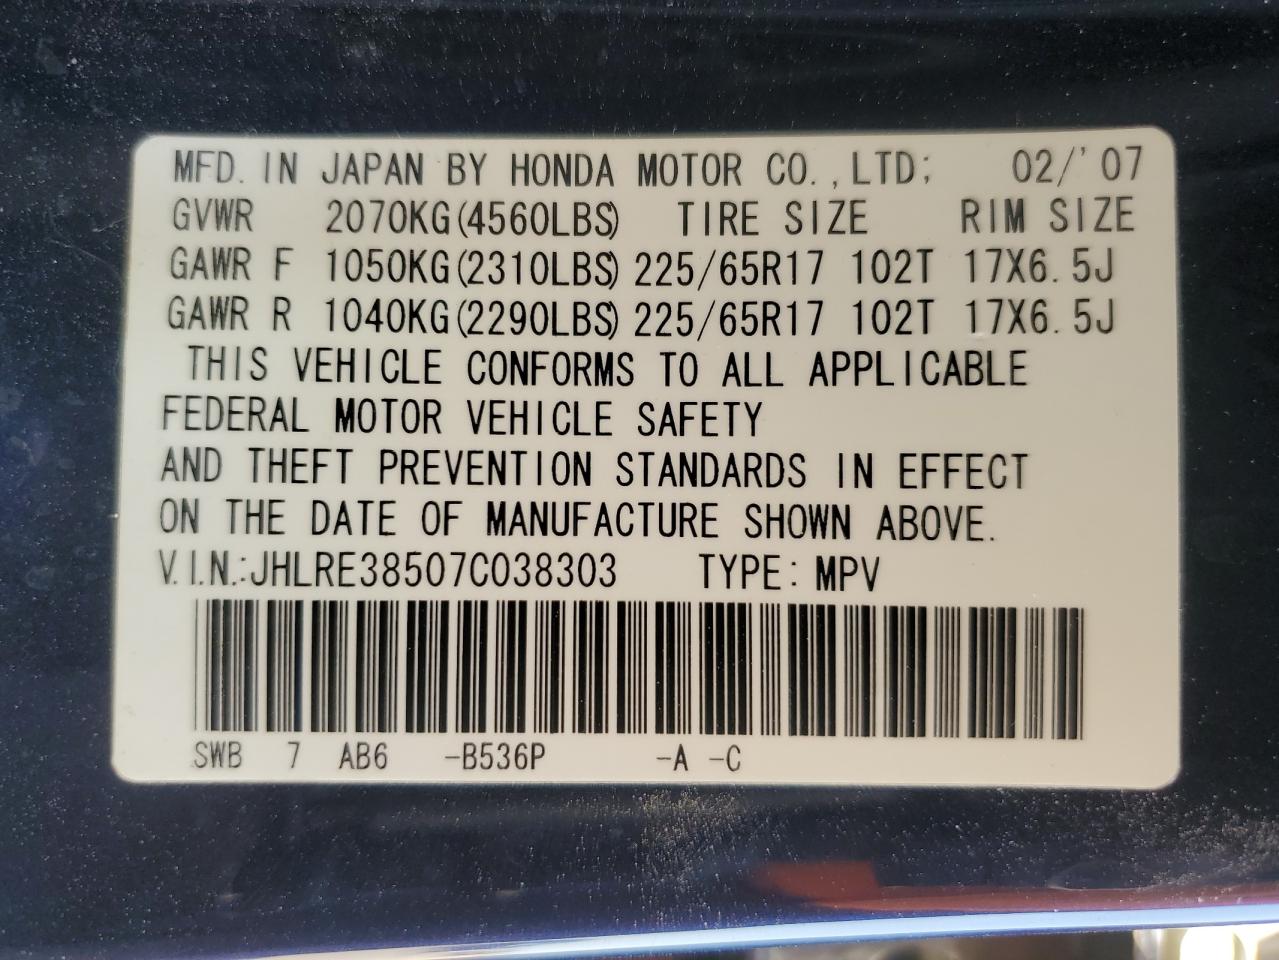 MFD. IN JAPAN BY HONDA MOTOR CO.,LTD; 02/'07
GVWR 2070KG(4560LBS) TIRE SIZE RIM SIZE
GAWR F 1050KG(2310LBS) 225/65R17 102T 17X6.5J
GAWR R 1040KG(2290LBS) 225/65R17 102T 17X6.5J
THIS VEHICLE CONFORMS TO ALL APPLICABLE
FEDERAL MOTOR VEHICLE SAFETY
AND THEFT PREVENTION STANDARDS IN EFFECT
ON THE DATE OF MANUFACTURE SHOWN ABOVE.
V.I.N.:JHLRE38507C038303 TYPE: MPV
SWB 7 AB6 -B536P -A -C